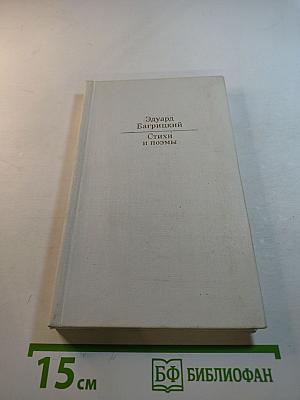 Эдуард
Багрицкий
Стихи
и поэмы
15 см
БФ БИБЛИОФАН